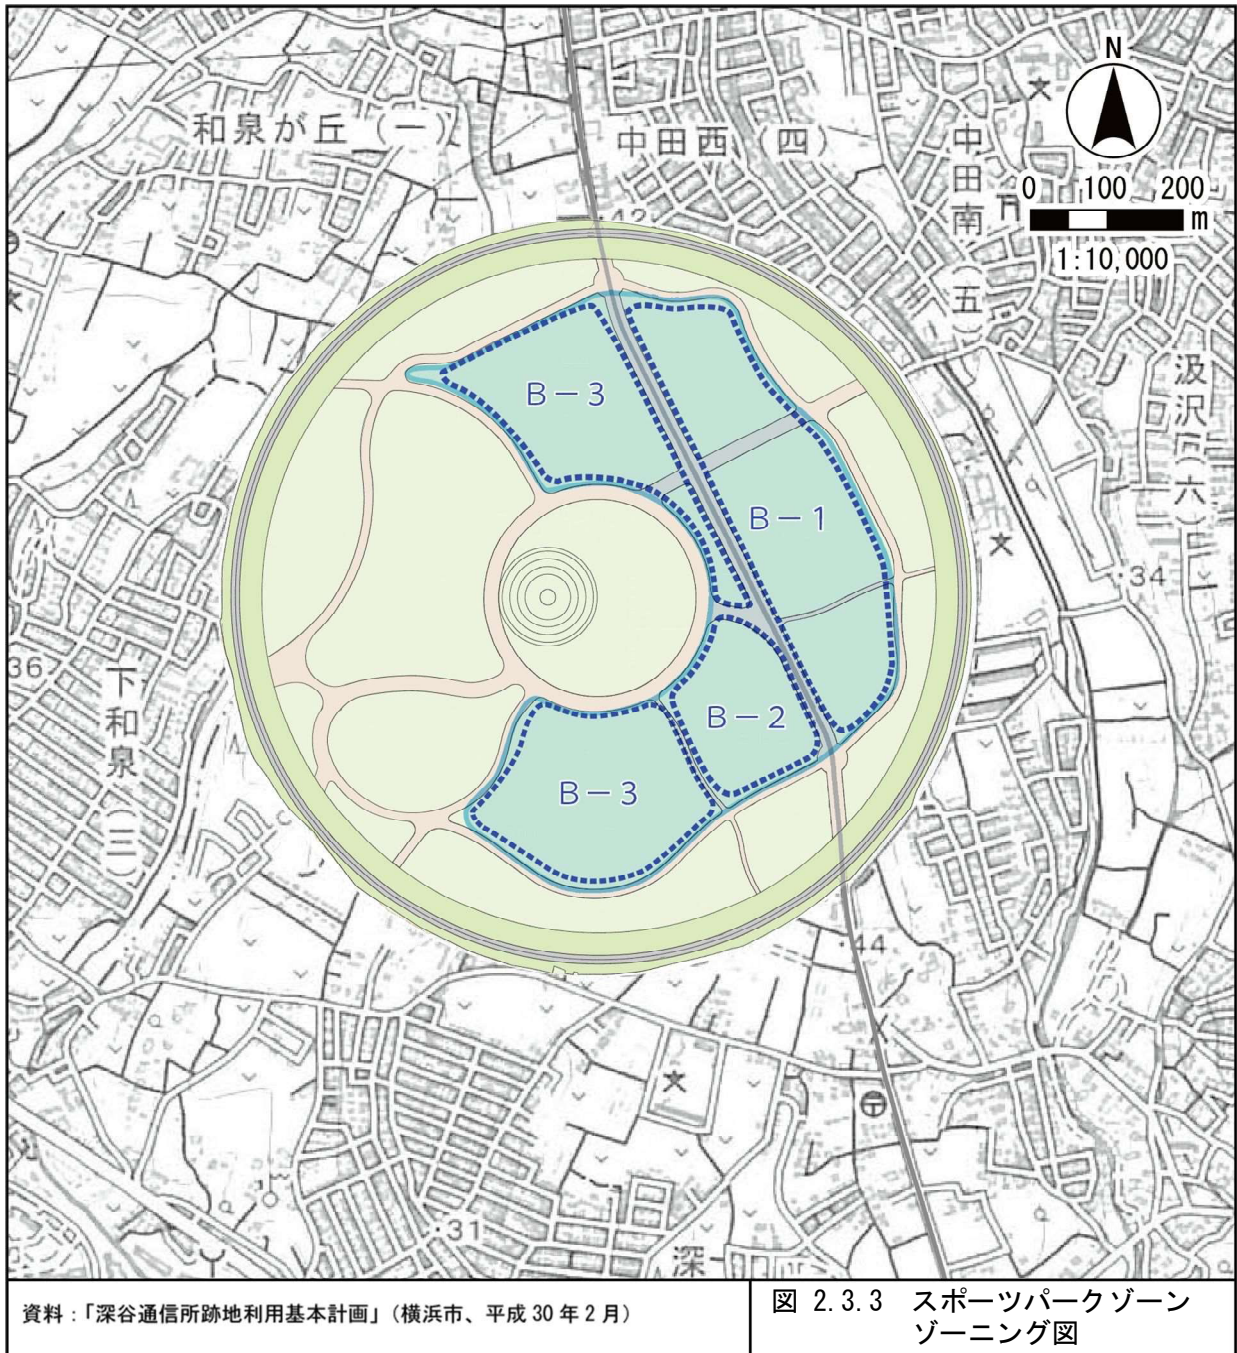 和泉が丘(一)
中田西(四)
中田南(五)
N
0 100 200
m
1:10,000
42
汲沢(六)
B-3
B-1
34
36
下和泉(三)
B-2
B-3
44
31
深
資料:「深谷通信所跡地利用基本計画」(横浜市、平成30年2月)
図 2.3.3 スポーツパークゾーン
ゾーニング図